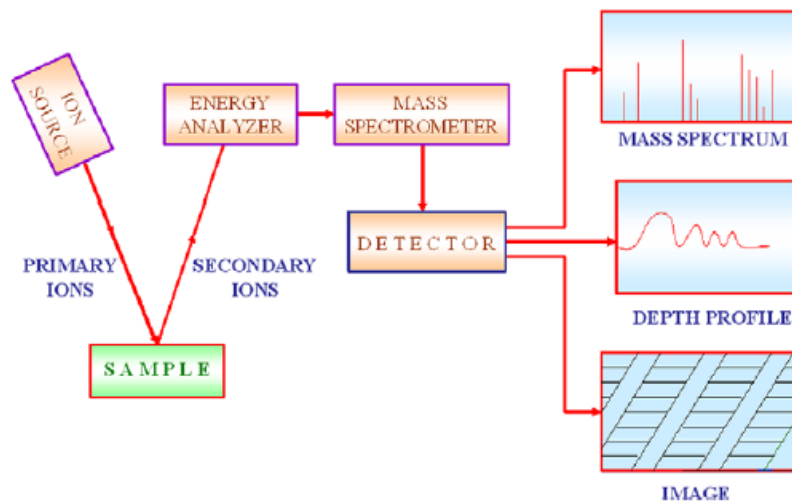 ION
SOURCE
ENERGY
ANALYZER
MASS
SPECTROMETER
MASS SPECTRUM
DETECTOR
PRIMARY
IONS
SECONDARY
IONS
DEPTH PROFILE
SAMPLE
IMAGE